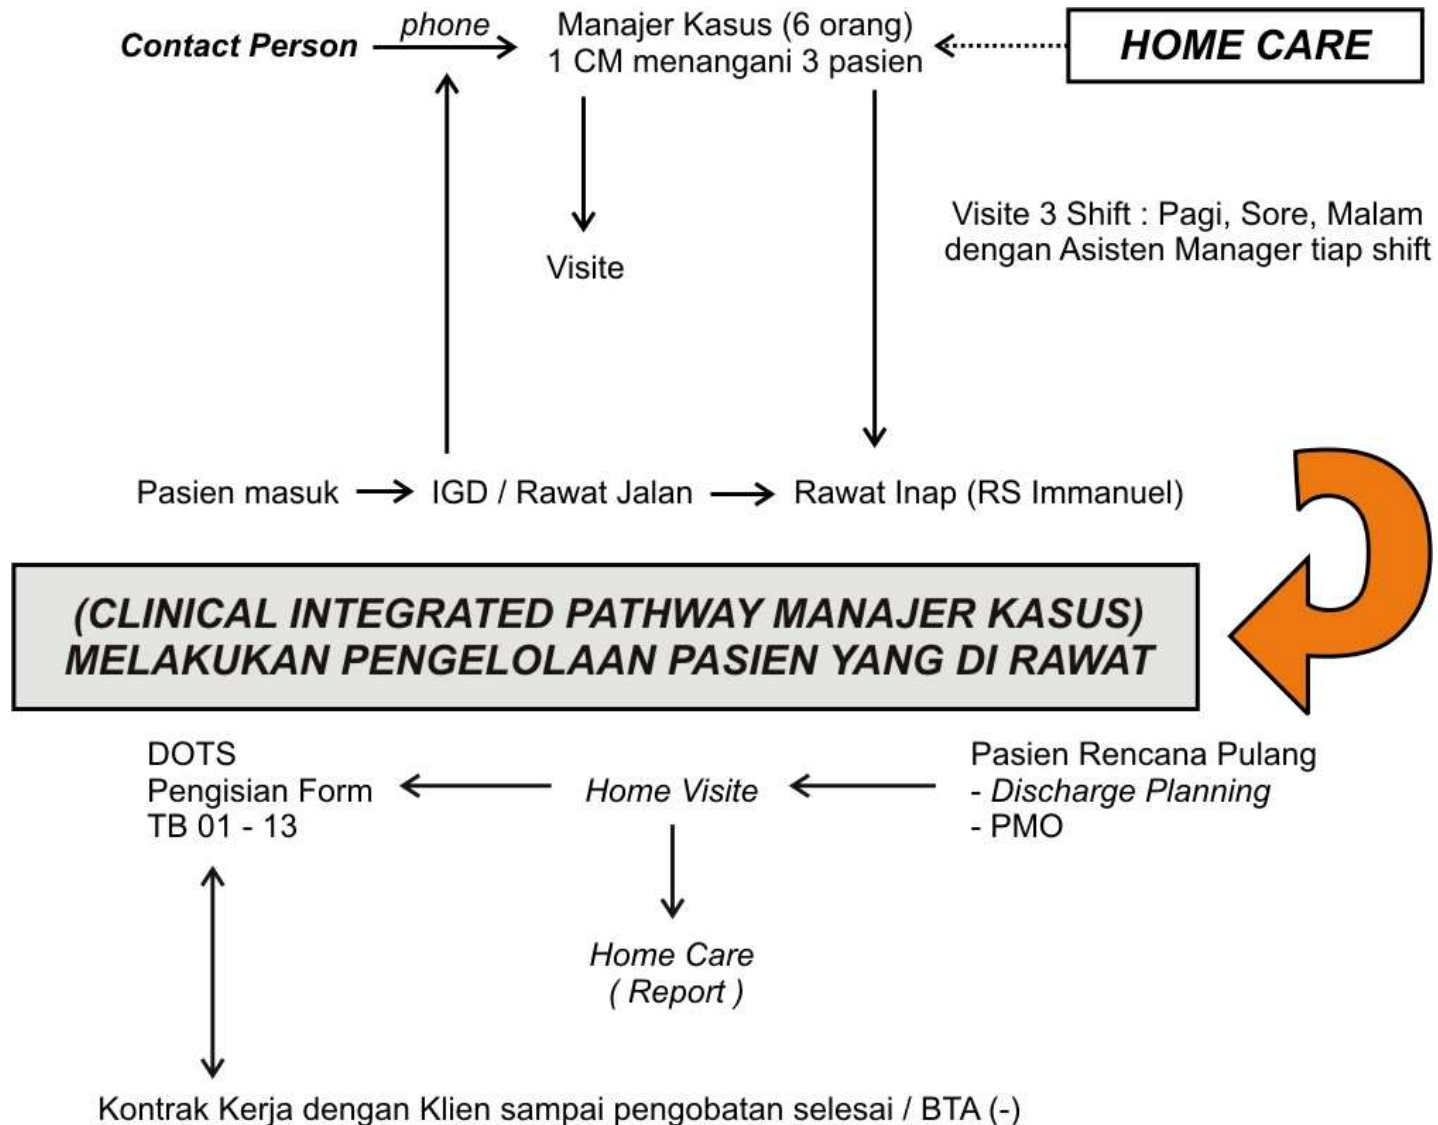 Contact Person
phone
Manajer Kasus (6 orang)
1 CM menangani 3 pasien
HOME CARE
Visite 3 Shift : Pagi, Sore, Malam
dengan Asisten Manager tiap shift
Visite
Pasien masuk
IGD / Rawat Jalan
Rawat Inap (RS Immanuel)
(CLINICAL INTEGRATED PATHWAY MANAJER KASUS)
MELAKUKAN PENGELOLAAN PASIEN YANG DI RAWAT
DOTS
Pengisian Form
TB 01 - 13
Home Visite
Pasien Rencana Pulang
- Discharge Planning
- PMO
Home Care
( Report )
Kontrak Kerja dengan Klien sampai pengobatan selesai / BTA (-)